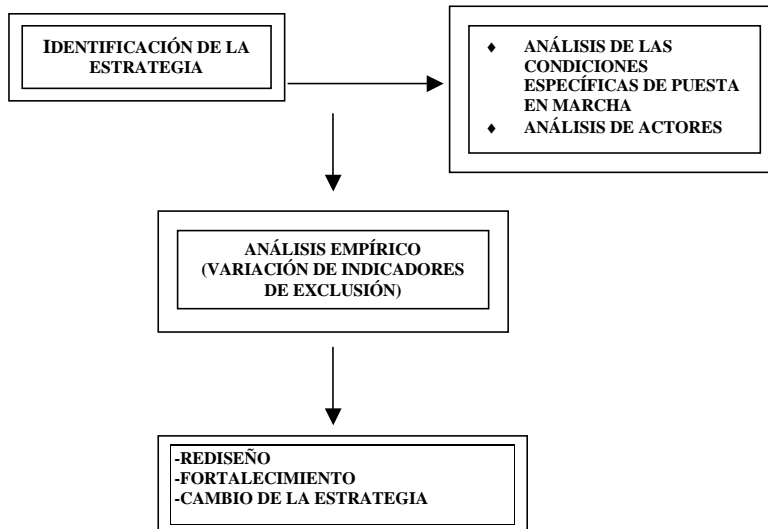 IDENTIFICACIÓN DE LA
ESTRATEGIA
♦ ANÁLISIS DE LAS
CONDICIONES
ESPECÍFICAS DE PUESTA
EN MARCHA
♦ ANÁLISIS DE ACTORES
ANÁLISIS EMPÍRICO
(VARIACIÓN DE INDICADORES
DE EXCLUSIÓN)
-REDISEÑO
-FORTALECIMIENTO
-CAMBIO DE LA ESTRATEGIA